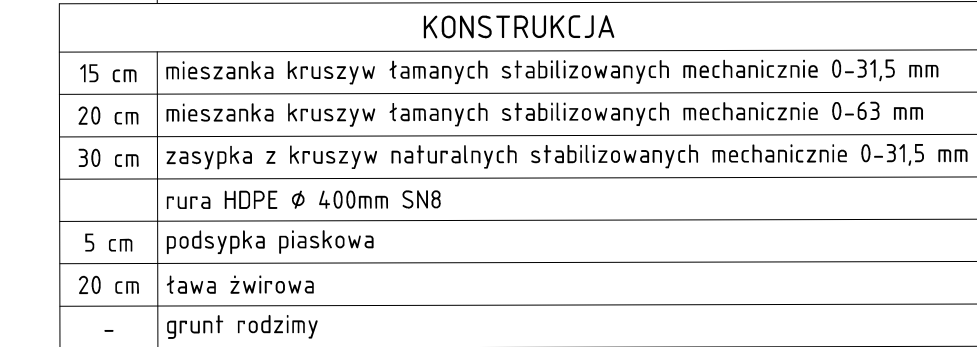 KONSTRUKCJA
15 cm mieszanka kruszyw łamanych stabilizowanych mechanicznie 0-31,5 mm
20 cm mieszanka kruszyw łamanych stabilizowanych mechanicznie 0-63 mm
30 cm zasypka z kruszyw naturalnych stabilizowanych mechanicznie 0-31,5 mm
rura HDPE Ø 400mm SN8
5 cm podsypka piaskowa
20 cm ława żwirowa
- grunt rodzimy